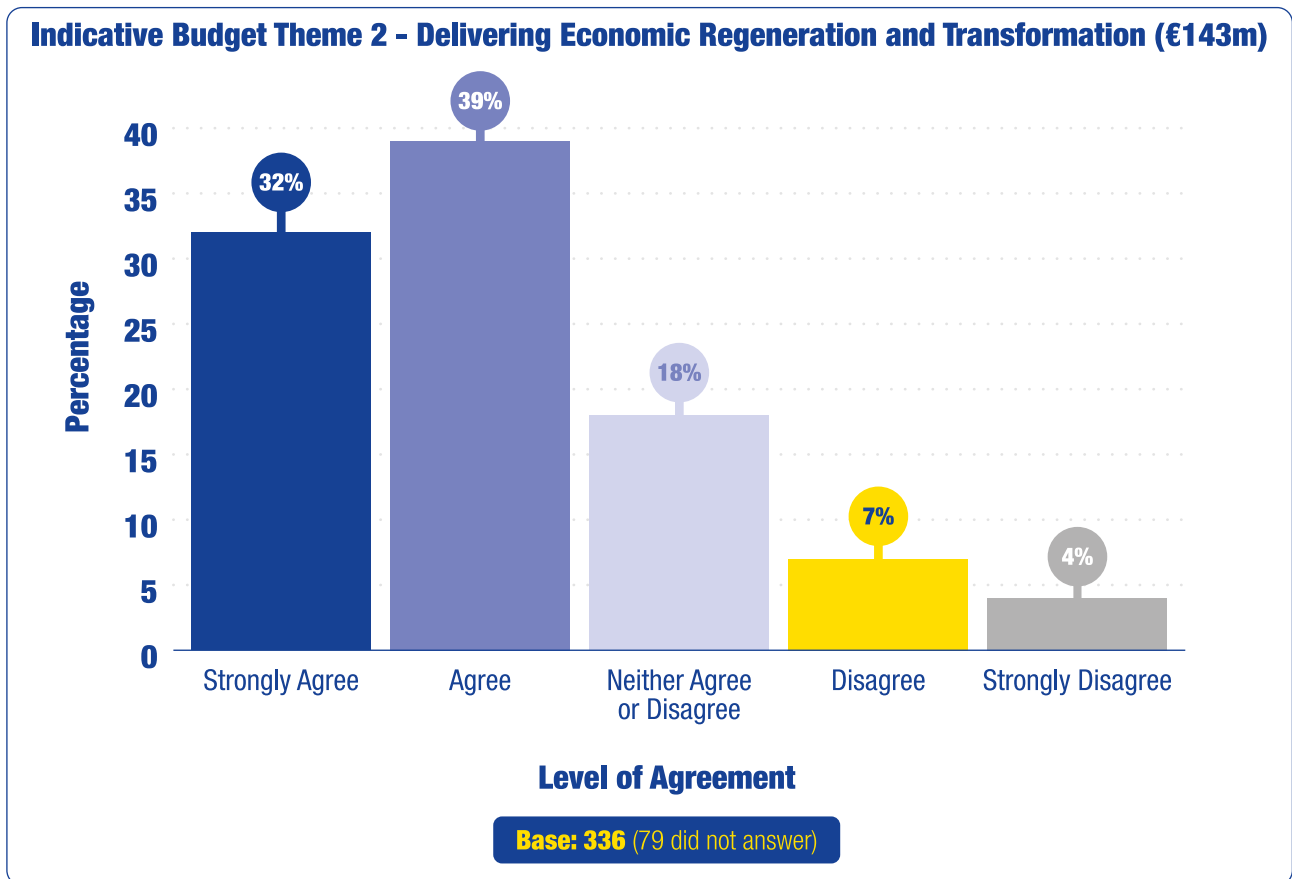 Indicative Budget Theme 2 - Delivering Economic Regeneration and Transformation (€143m)
39%
40
32%
35
30
25
18%
20
15
7%
10
4%
5
0
Percentage
Strongly Agree
Agree
Neither Agree
or Disagree
Disagree
Strongly Disagree
Level of Agreement
Base: 336 (79 did not answer)